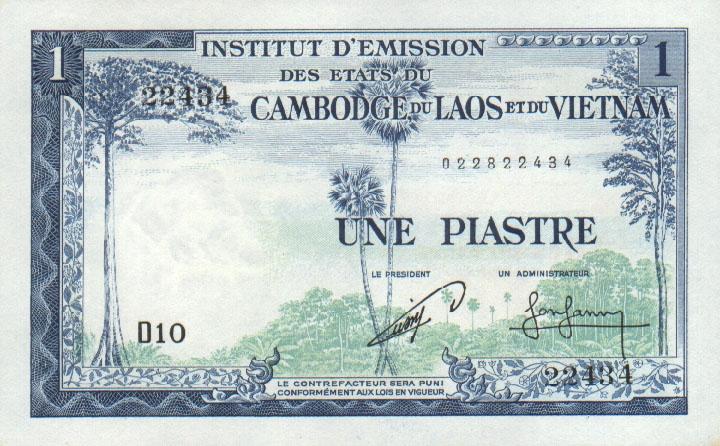 1
INSTITUT D'EMISSION
1
DES ETATS DU
22434
CAMBODGE DU LAOS ET DU VIETNAM
022822434
UNE PIASTRE
LE PRESIDENT
UN ADMINISTRATEUR
D10
22434
LE CONTREFACTEUR SERA PUNI
CONFORMÉMENT AUX LOIS EN VIGUEUR